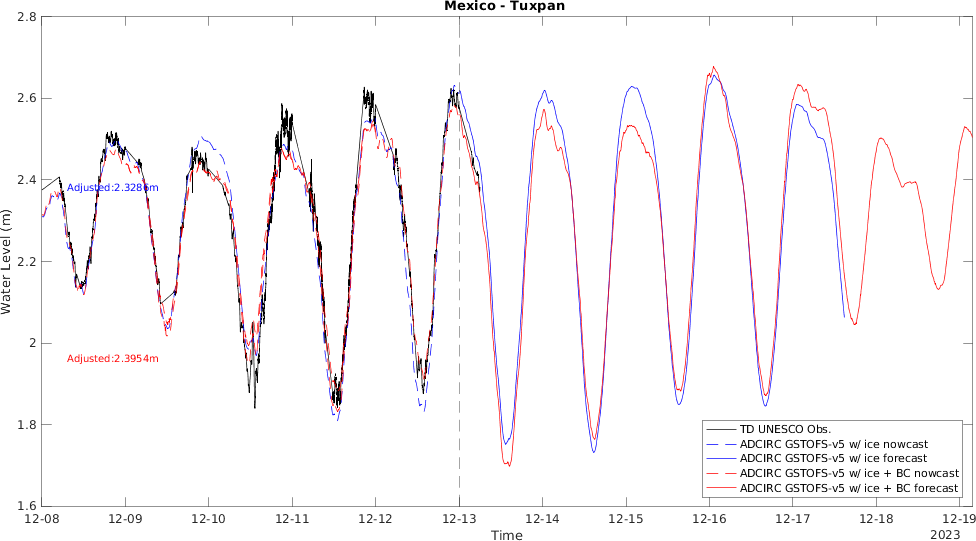 Mexico - Tuxpan
Water Level (m)
2.8
2.6
2.4
2.2
2
1.8
1.6
Adjusted:2.3286m
Adjusted:2.3954m
TD UNESCO Obs.
ADCIRC GSTOFS-v5 w/ ice nowcast
ADCIRC GSTOFS-v5 w/ ice forecast
ADCIRC GSTOFS-v5 w/ ice + BC nowcast
ADCIRC GSTOFS-v5 w/ ice + BC forecast
12-08 12-09 12-10 12-11 12-12 12-13 12-14 12-15 12-16 12-17 12-18 12-19
Time
2023